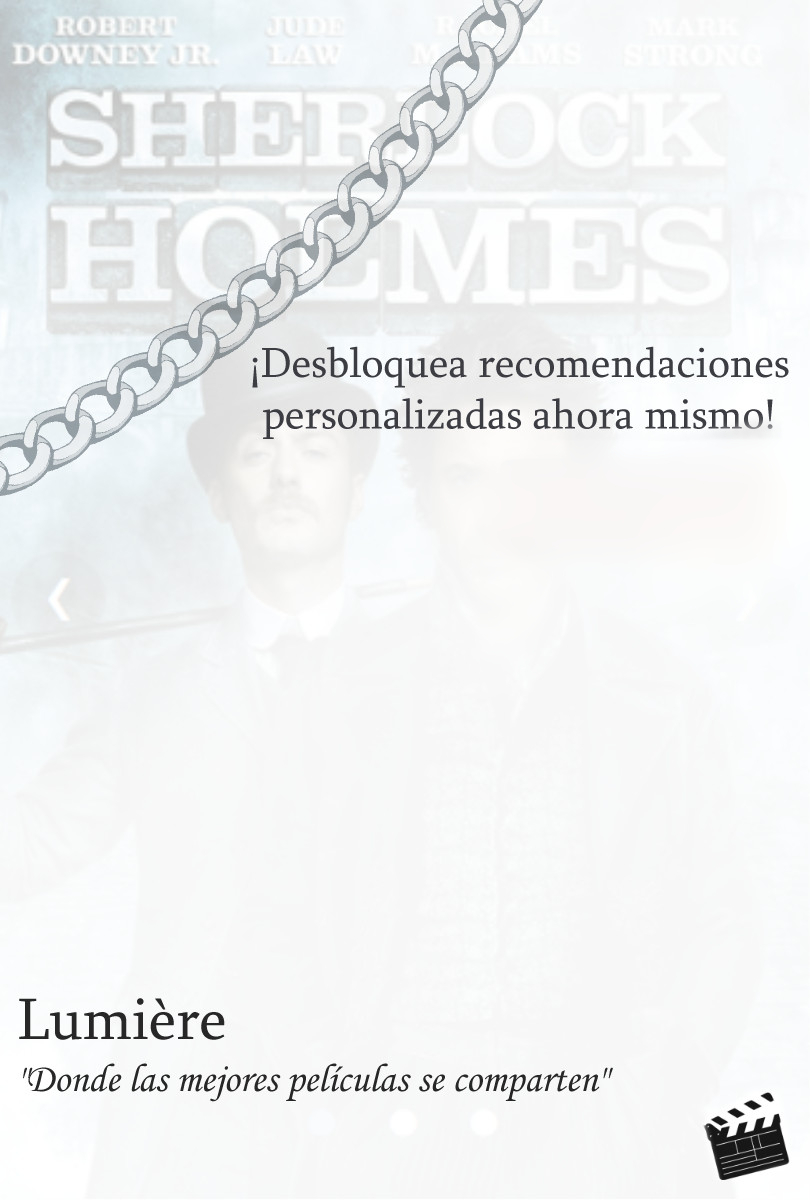 ROBERT
DOWNEY JR.
JUDE
LAW
MARK
STRONG
SHERLOCK
HOLMES
¡Desbloquea recomendaciones
personalizadas ahora mismo!
Lumière
"Donde las mejores películas se comparten"